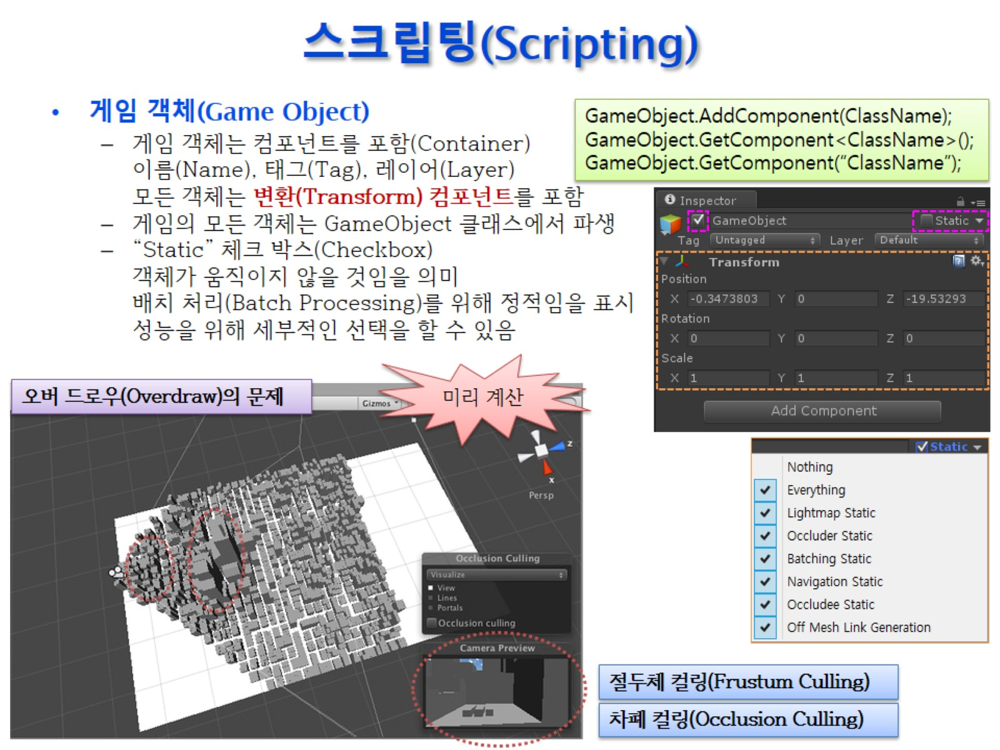 스크립팅(Scripting)
• 게임 객체(Game Object)
– 게임 객체는 컴포넌트를 포함(Container)
이름(Name), 태그(Tag), 레이어(Layer)
모든 객체는 변환(Transform) 컴포넌트를 포함
– 게임의 모든 객체는 GameObject 클래스에서 파생
– “Static” 체크 박스(Checkbox)
객체가 움직이지 않을 것임을 의미
배치 처리(Batch Processing)를 위해 정적임을 표시
성능을 위해 세부적인 선택을 할 수 있음
GameObject.AddComponent(ClassName);
GameObject.GetComponent<ClassName>();
GameObject.GetComponent(“ClassName”);
Inspector
GameObject Static
Tag Untagged Layer Default
Transform
Position
X -0.3473803 Y 0 Z -19.53293
Rotation
X 0 Y 0 Z 0
Scale
X 1 Y 1 Z 1
Add Component
Static
Nothing
Everything
Lightmap Static
Occluder Static
Batching Static
Navigation Static
Occludee Static
Off Mesh Link Generation
오버 드로우(Overdraw)의 문제
Gizmos
미리 계산
z
x
Persp
Occlusion Culling
Visualize
View
Lines
Portals
Occlusion culling
Camera Preview
절두체 컬링(Frustum Culling)
차폐 컬링(Occlusion Culling)